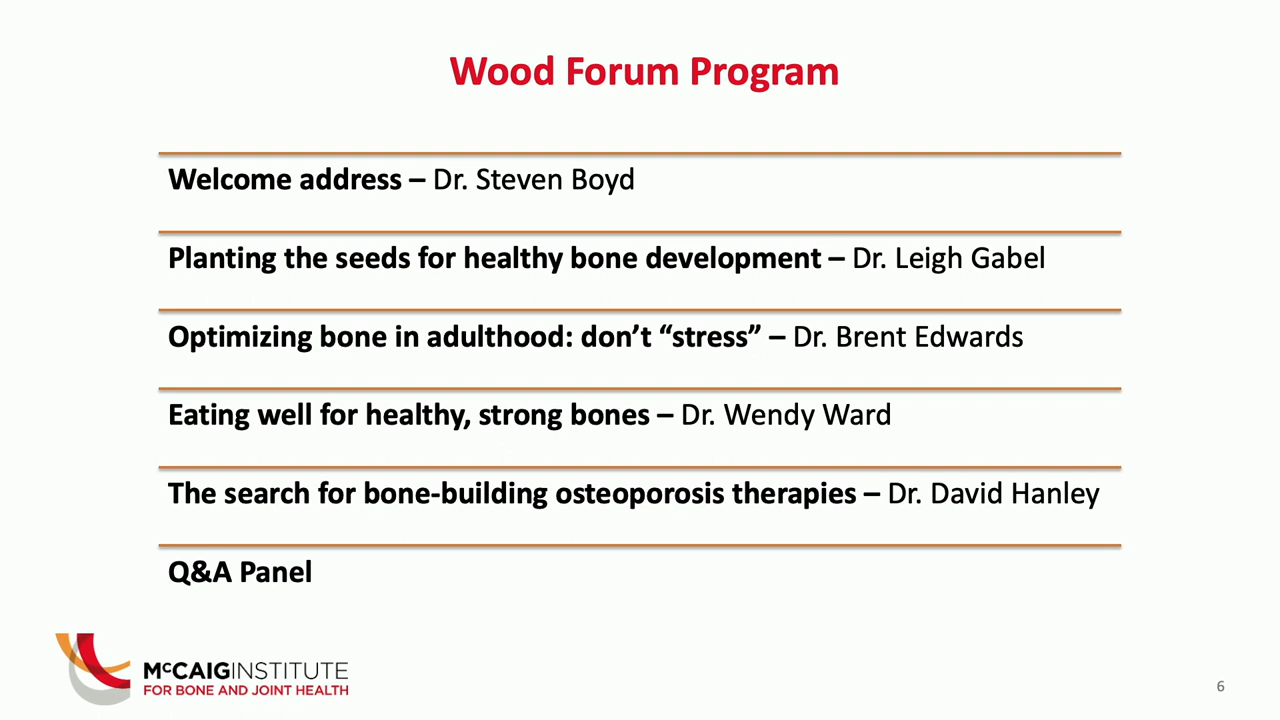 Wood Forum Program
Welcome address – Dr. Steven Boyd
Planting the seeds for healthy bone development – Dr. Leigh Gabel
Optimizing bone in adulthood: don’t “stress” – Dr. Brent Edwards
Eating well for healthy, strong bones – Dr. Wendy Ward
The search for bone-building osteoporosis therapies – Dr. David Hanley
Q&A Panel
McCAIG INSTITUTE
FOR BONE AND JOINT HEALTH
6